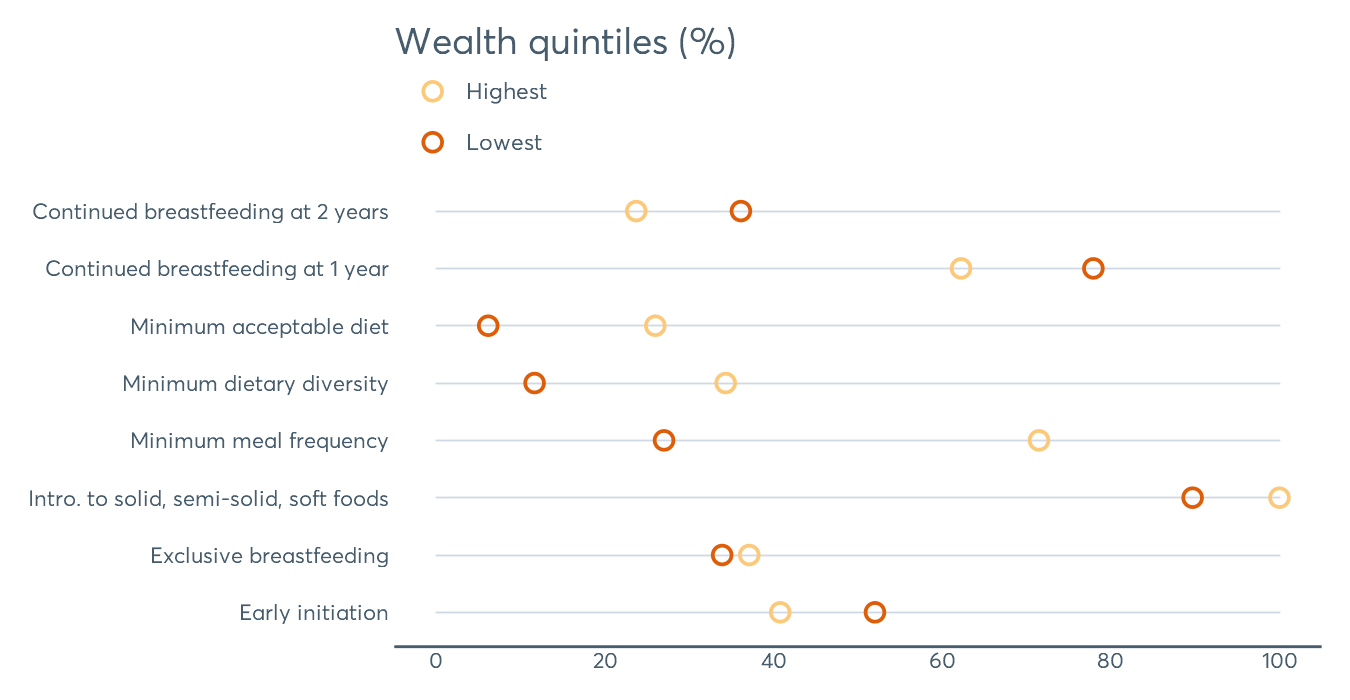 Wealth quintiles (%)
Highest
Lowest
Continued breastfeeding at 2 years
Continued breastfeeding at 1 year
Minimum acceptable diet
Minimum dietary diversity
Minimum meal frequency
Intro. to solid, semi-solid, soft foods
Exclusive breastfeeding
Early initiation
0 20 40 60 80 100